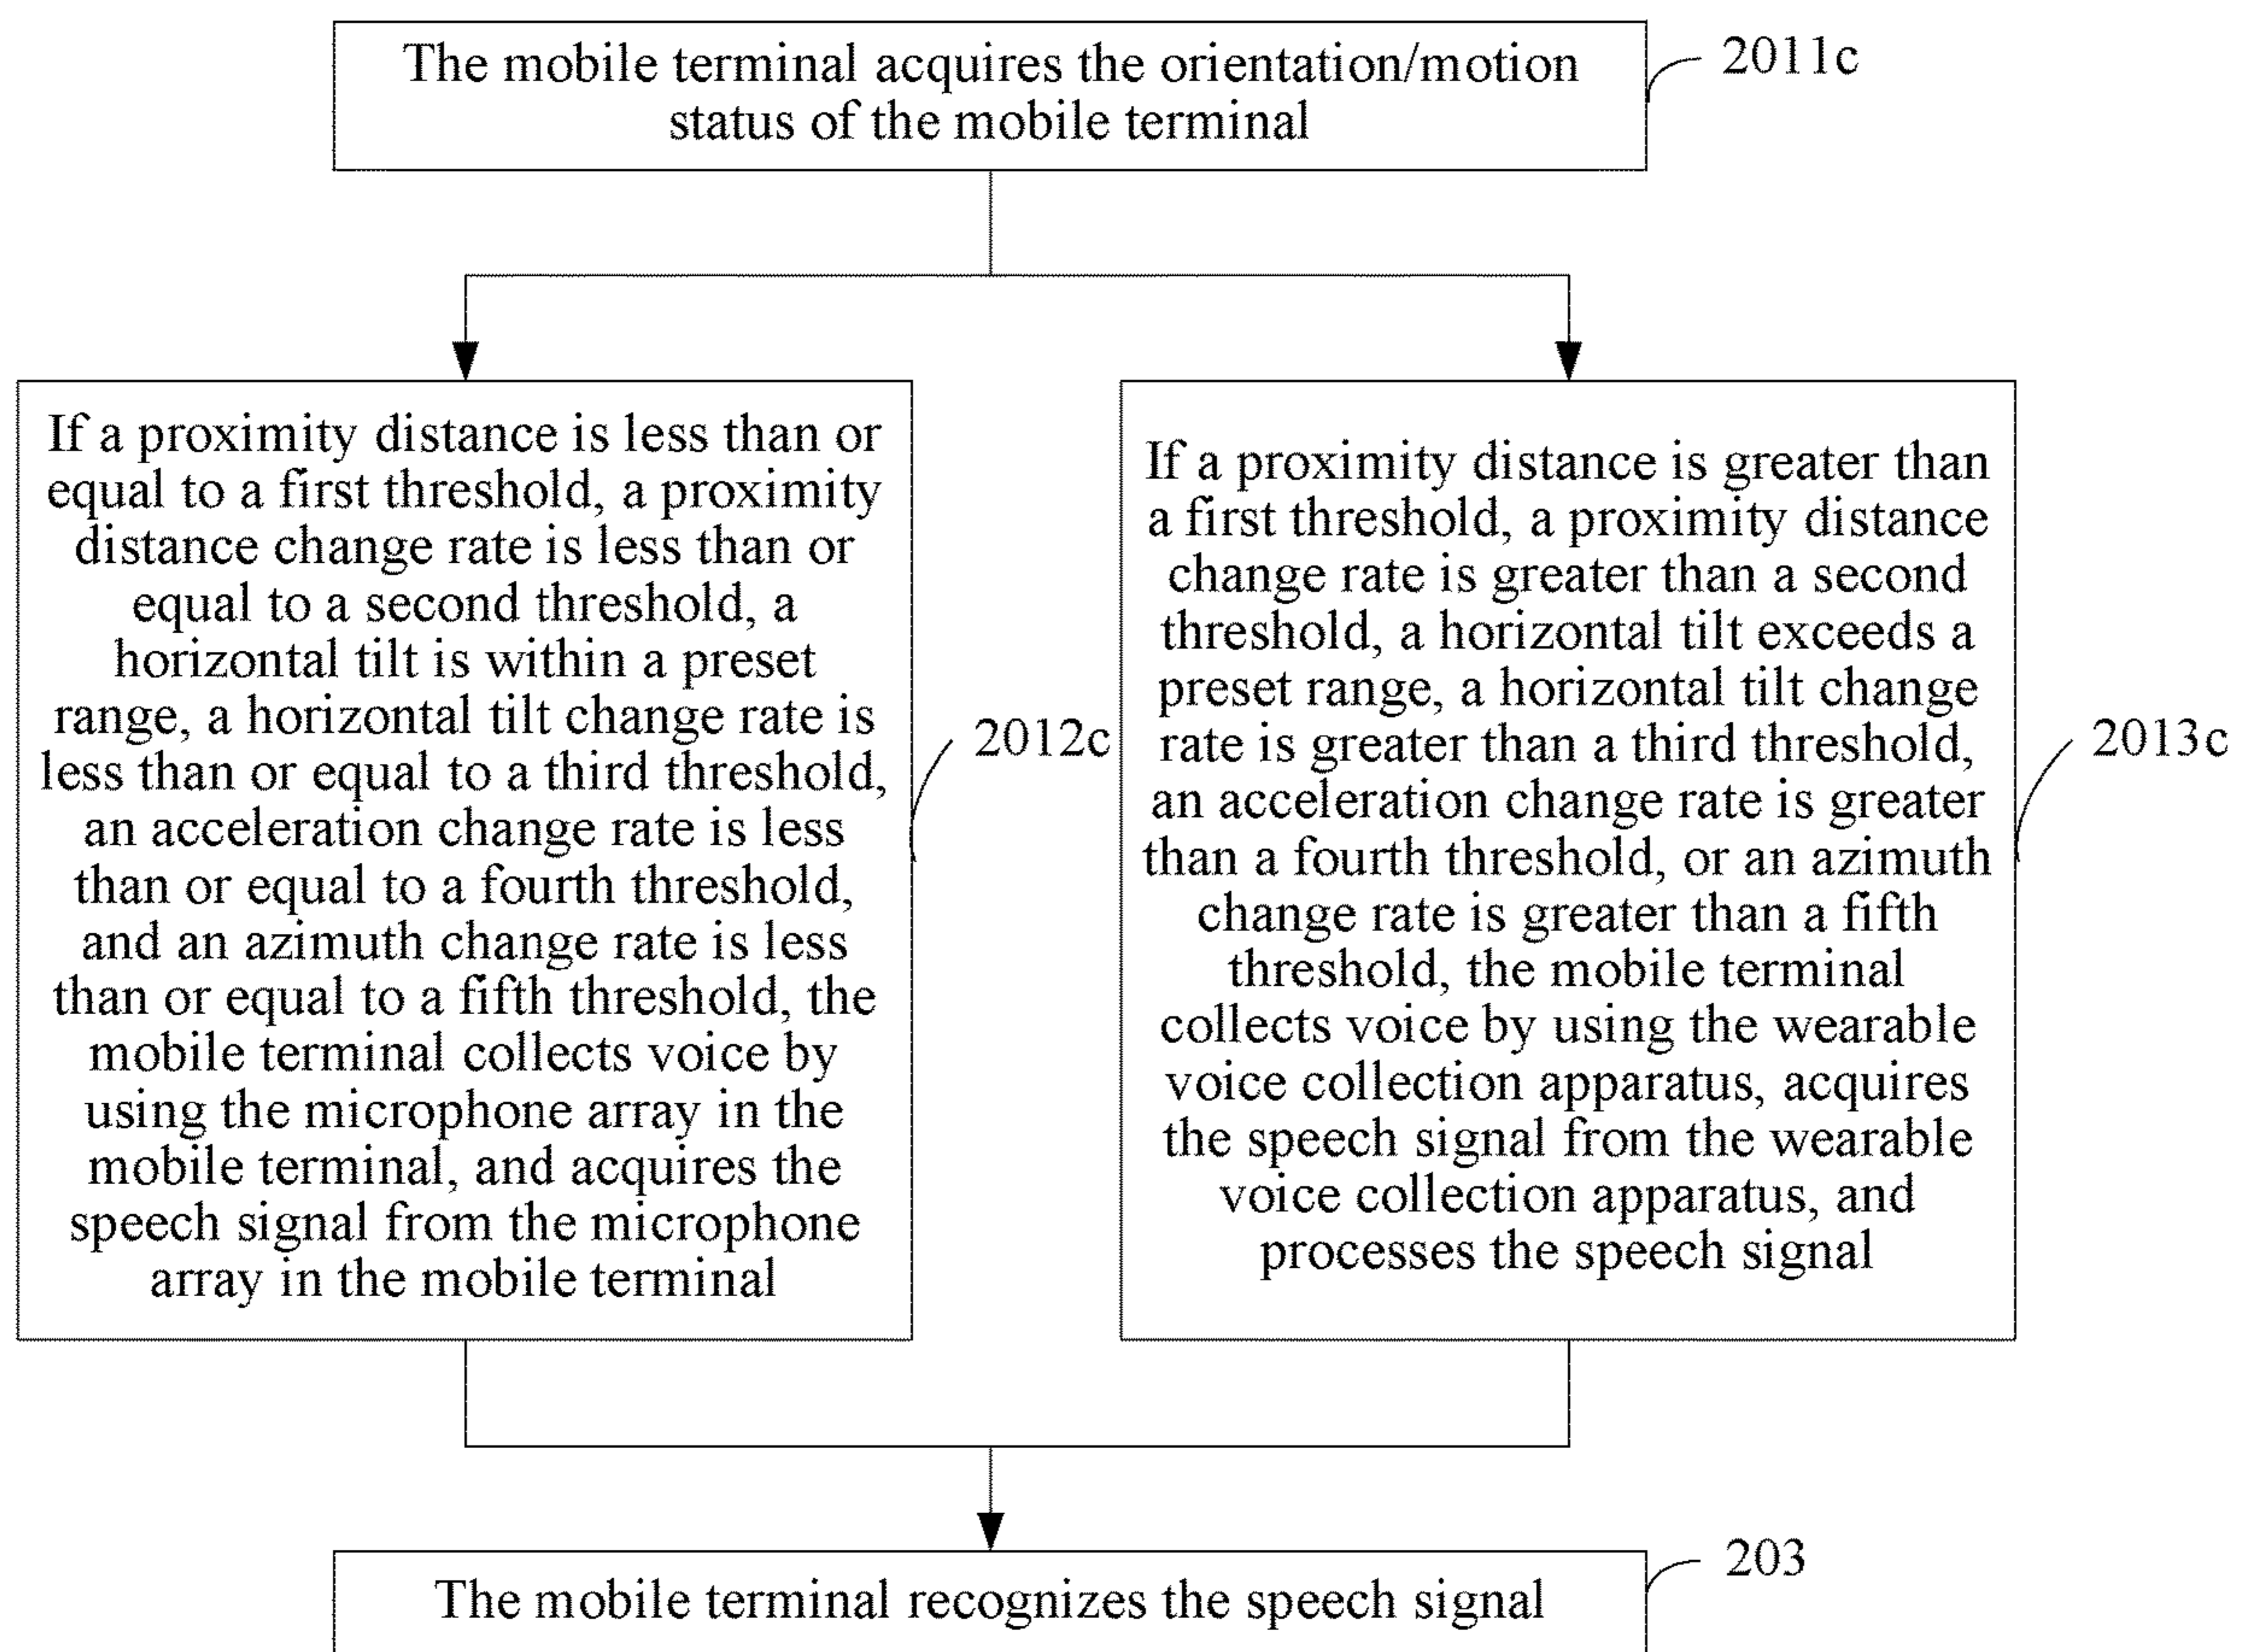 The mobile terminal acquires the orientation/motion
status of the mobile terminal
2011c
If a proximity distance is less than or
equal to a first threshold, a proximity
distance change rate is less than or
equal to a second threshold, a
horizontal tilt is within a preset
range, a horizontal tilt change rate is
less than or equal to a third threshold,
an acceleration change rate is less
than or equal to a fourth threshold,
and an azimuth change rate is less
than or equal to a fifth threshold, the
mobile terminal collects voice by
using the microphone array in the
mobile terminal, and acquires the
speech signal from the microphone
array in the mobile terminal
2012c
If a proximity distance is greater than
a first threshold, a proximity distance
change rate is greater than a second
threshold, a horizontal tilt exceeds a
preset range, a horizontal tilt change
rate is greater than a third threshold,
an acceleration change rate is greater
than a fourth threshold, or an azimuth
change rate is greater than a fifth
threshold, the mobile terminal
collects voice by using the wearable
voice collection apparatus, acquires
the speech signal from the wearable
voice collection apparatus, and
processes the speech signal
2013c
The mobile terminal recognizes the speech signal
203